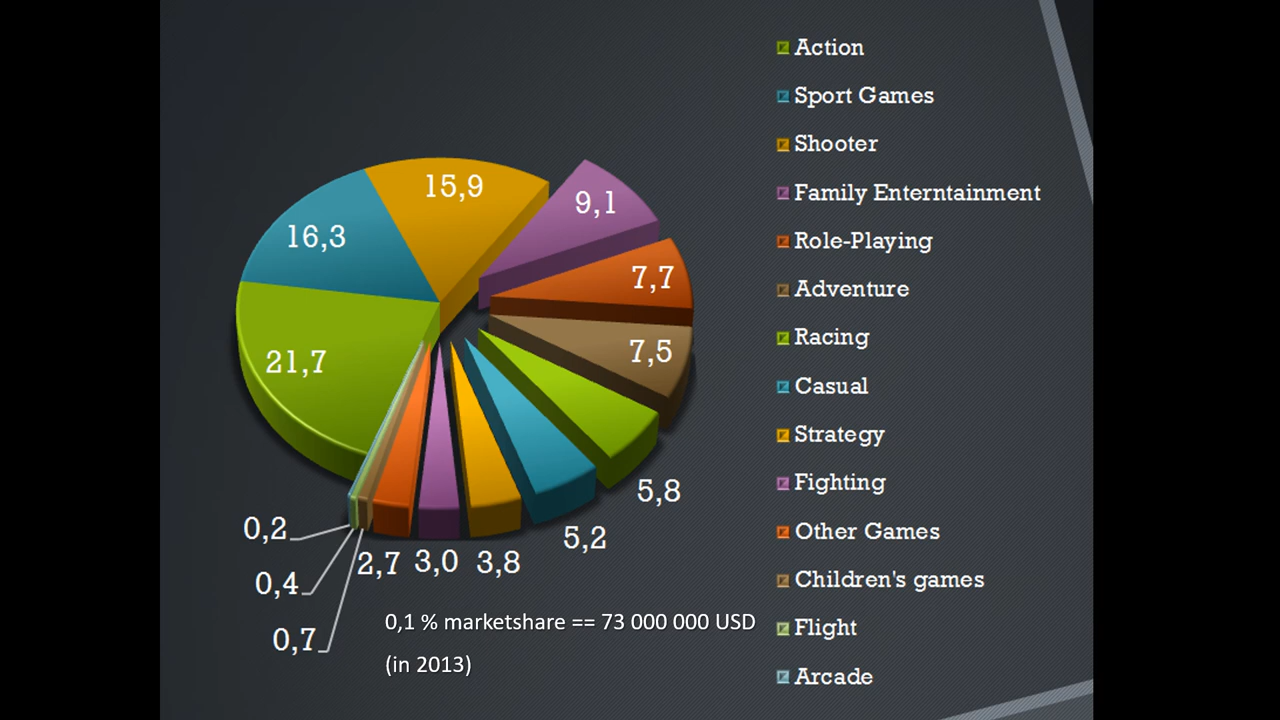 15,9
9,1
16,3
7,7
7,5
21,7
5,8
0,2
5,2
2,7
3,0
3,8
0,4
0,7
0,1 % marketshare == 73 000 000 USD
(in 2013)
Action
Sport Games
Shooter
Family Enterntainment
Role-Playing
Adventure
Racing
Casual
Strategy
Fighting
Other Games
Children's games
Flight
Arcade